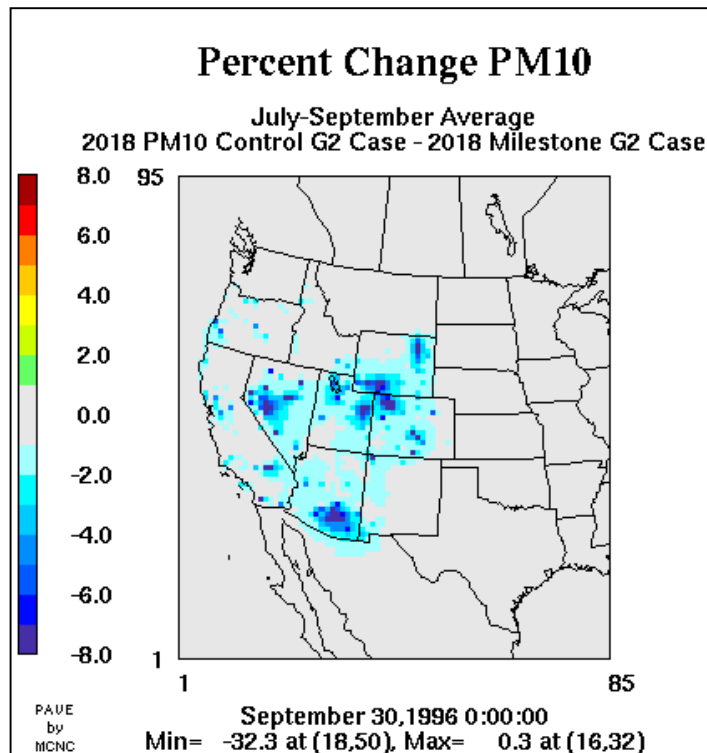 Percent Change PM10
July-September Average
2018 PM10 Control G2 Case - 2018 Milestone G2 Case
8.0
6.0
4.0
2.0
0.0
-2.0
-4.0
-6.0
-8.0
95
1
1
85
PAVE
by
MCNC
September 30,1996 0:00:00
Min= -32.3 at (18,50), Max= 0.3 at (16,32)